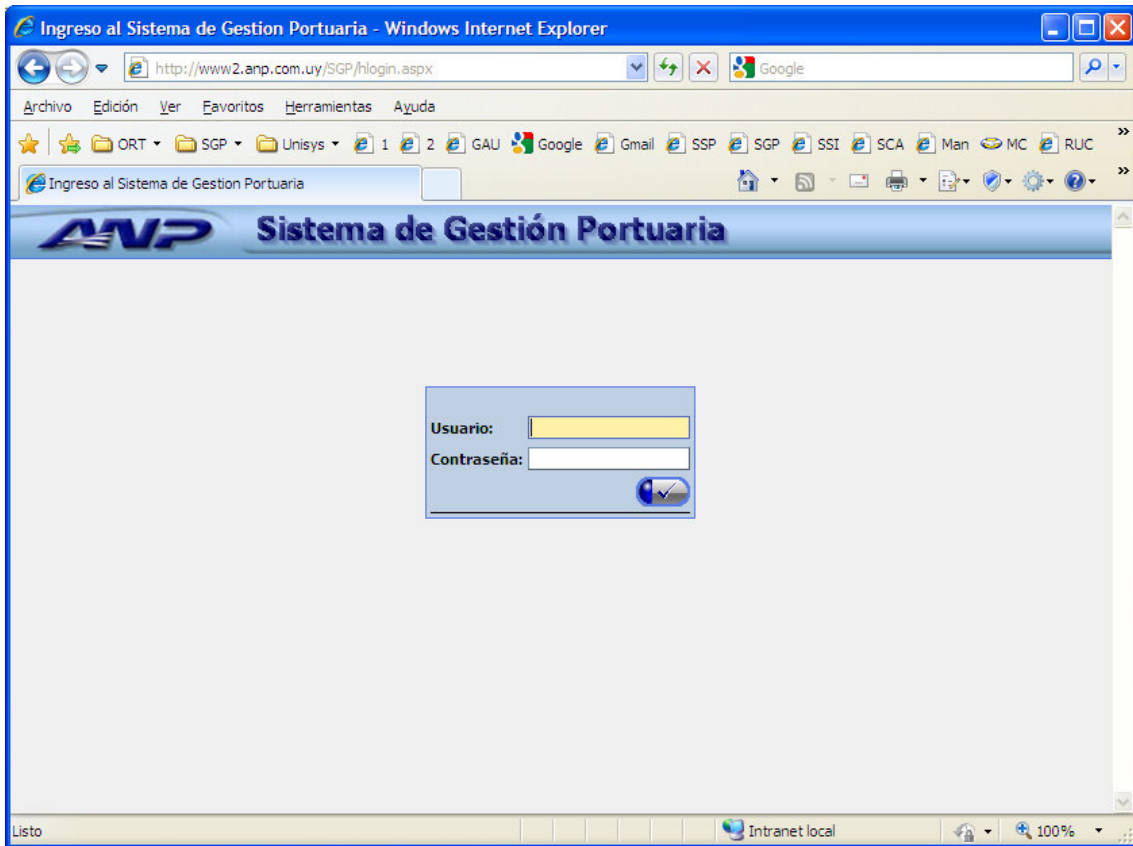 Ingreso al Sistema de Gestion Portuaria - Windows Internet Explorer
http://www2.anp.com.uy/SGP/hlogin.aspx
Google
Archivo Edición Ver Favoritos Herramientas Ayuda
ORT SGP Unisys 1 2 GAU Google Gmail SSP SGP SSI SCA Man MC RUC »
Ingreso al Sistema de Gestion Portuaria »
ANP Sistema de Gestión Portuaria
Usuario:
Contraseña:
Listo Intranet local 100%